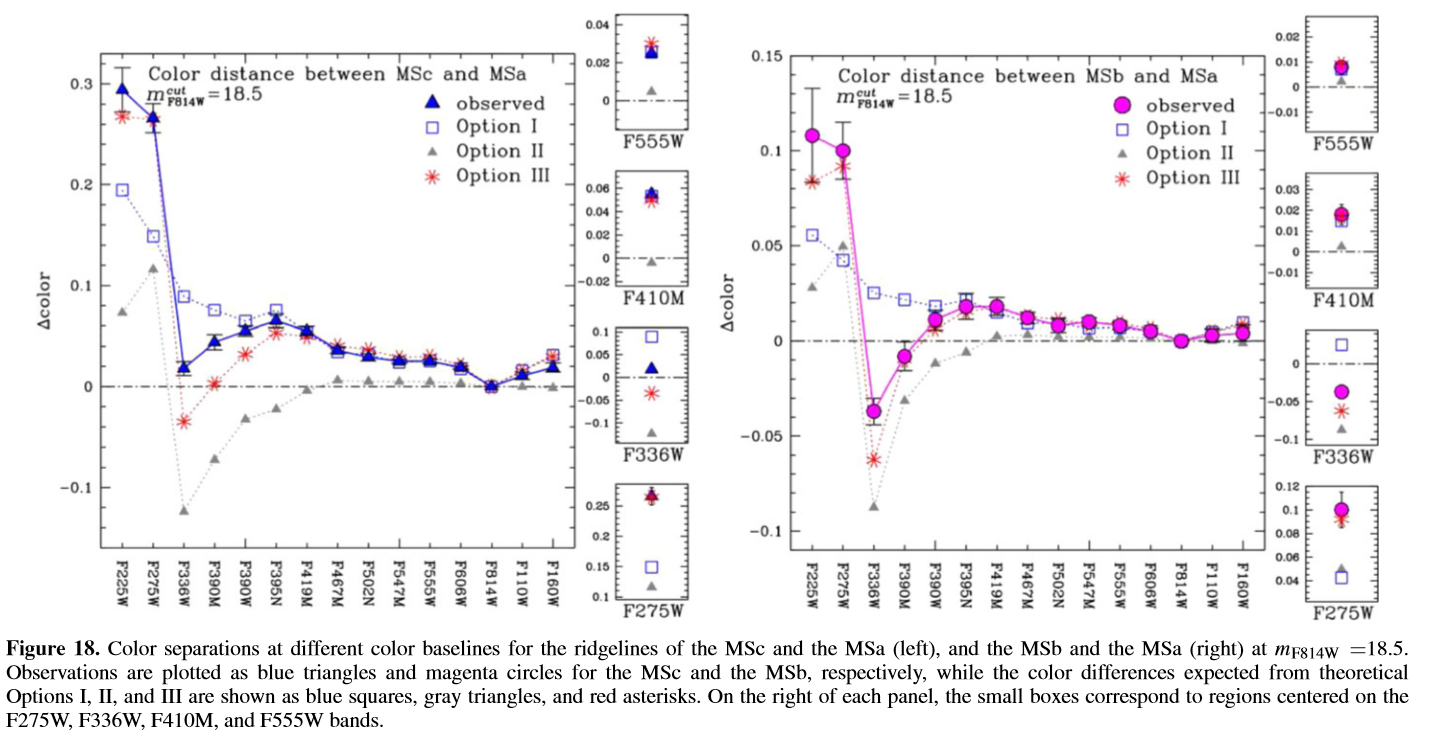 Color distance between MSc and MSa
m^cut_F814W=18.5
observed
Option I
Option II
Option III
Δcolor
0.3
0.2
0.1
0
−0.1
F225W
F275W
F336W
F390M
F390W
F395N
F419M
F467M
F502N
F547M
F555W
F606W
F814W
F110W
F160W
0.04
0.02
0
F555W
0.06
0.04
0.02
0
−0.02
F410M
0.1
0.05
0
−0.05
−0.1
F336W
0.25
0.2
0.15
0.1
F275W
Color distance between MSb and MSa
m^cut_F814W=18.5
observed
Option I
Option II
Option III
Δcolor
0.15
0.1
0.05
0
−0.05
−0.1
F225W
F275W
F336W
F390M
F390W
F395N
F419M
F467M
F502N
F547M
F555W
F606W
F814W
F110W
F160W
0.02
0.01
0
−0.01
F555W
0.03
0.02
0.01
0
−0.01
F410M
0
−0.05
−0.1
F336W
0.12
0.1
0.08
0.06
0.04
F275W
Figure 18. Color separations at different color baselines for the ridgelines of the MSc and the MSa (left), and the MSb and the MSa (right) at mF814W =18.5.
Observations are plotted as blue triangles and magenta circles for the MSc and the MSb, respectively, while the color differences expected from theoretical
Options I, II, and III are shown as blue squares, gray triangles, and red asterisks. On the right of each panel, the small boxes correspond to regions centered on the
F275W, F336W, F410M, and F555W bands.